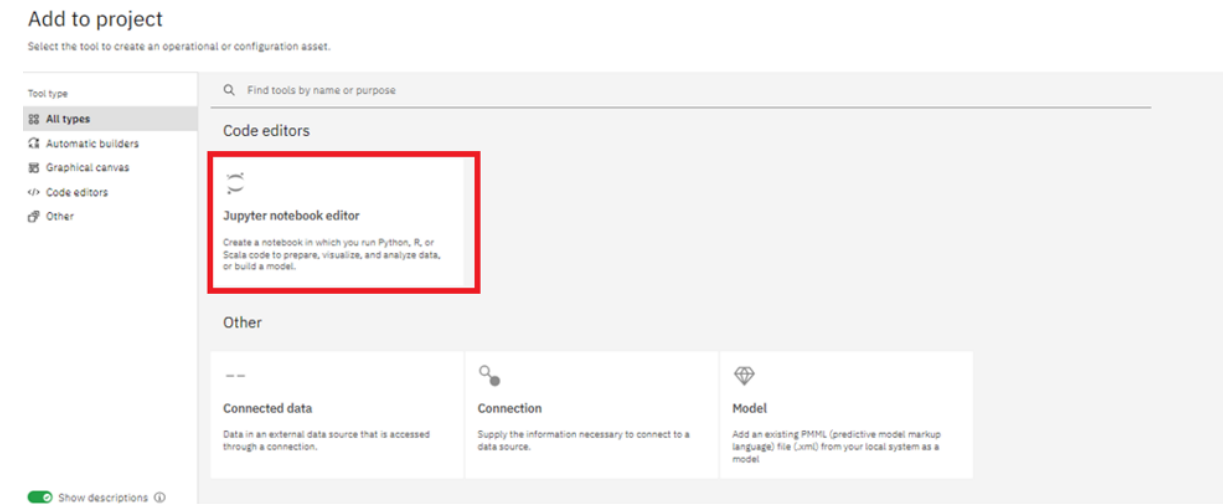 Add to project
Select the tool to create an operational or configuration asset.
Tool type
All types
Automatic builders
Graphical canvas
</> Code editors
Other
Show descriptions
Find tools by name or purpose
Code editors
Jupyter notebook editor
Create a notebook in which you run Python, R, or
Scala code to prepare, visualize, and analyze data,
or build a model.
Other
Connected data
Data in an external data source that is accessed
through a connection.
Connection
Supply the information necessary to connect to a
data source.
Model
Add an existing PMML (predictive model markup
language) file (.xml) from your local system as a
model